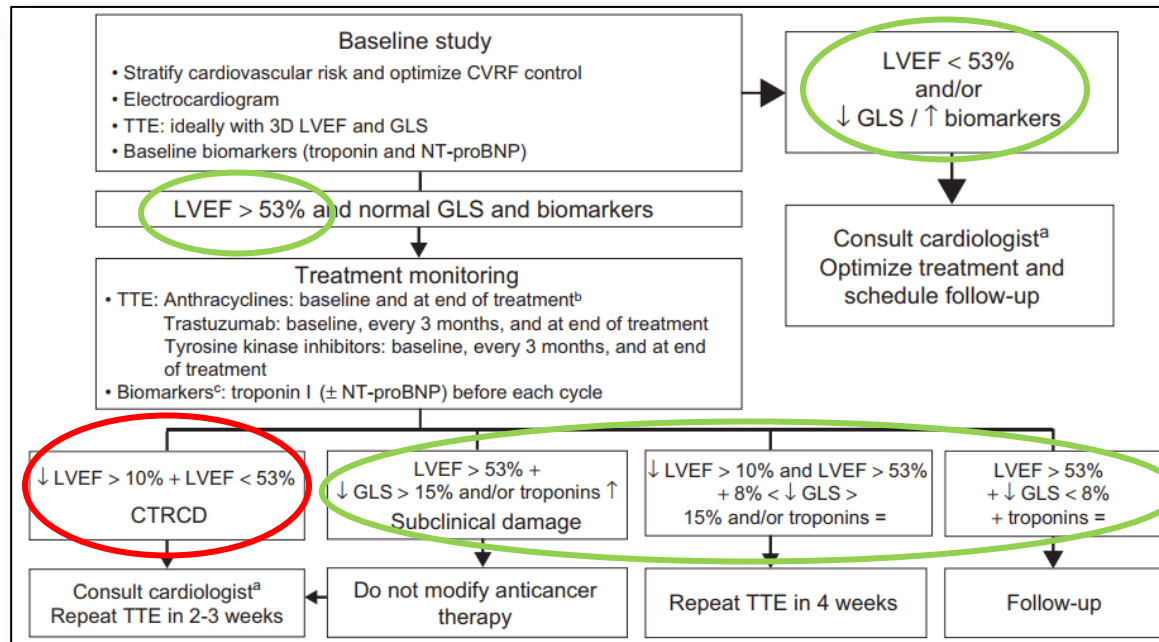 Baseline study
• Stratify cardiovascular risk and optimize CVRF control
• Electrocardiogram
• TTE: ideally with 3D LVEF and GLS
• Baseline biomarkers (troponin and NT-proBNP)
LVEF < 53%
and/or
↓ GLS / ↑ biomarkers
LVEF > 53% and normal GLS and biomarkers
Consult cardiologistᵃ
Optimize treatment and
schedule follow-up
Treatment monitoring
• TTE: Anthracyclines: baseline and at end of treatmentᵇ
Trastuzumab: baseline, every 3 months, and at end of treatment
Tyrosine kinase inhibitors: baseline, every 3 months, and at end
of treatment
• Biomarkersᶜ: troponin I (± NT-proBNP) before each cycle
↓ LVEF > 10% + LVEF < 53%
CTRCD
LVEF > 53% +
↓ GLS > 15% and/or troponins ↑
Subclinical damage
↓ LVEF > 10% and LVEF > 53%
+ 8% < ↓ GLS >
15% and/or troponins =
LVEF > 53%
+ ↓ GLS < 8%
+ troponins =
Consult cardiologistᵃ
Repeat TTE in 2-3 weeks
Do not modify anticancer
therapy
Repeat TTE in 4 weeks
Follow-up